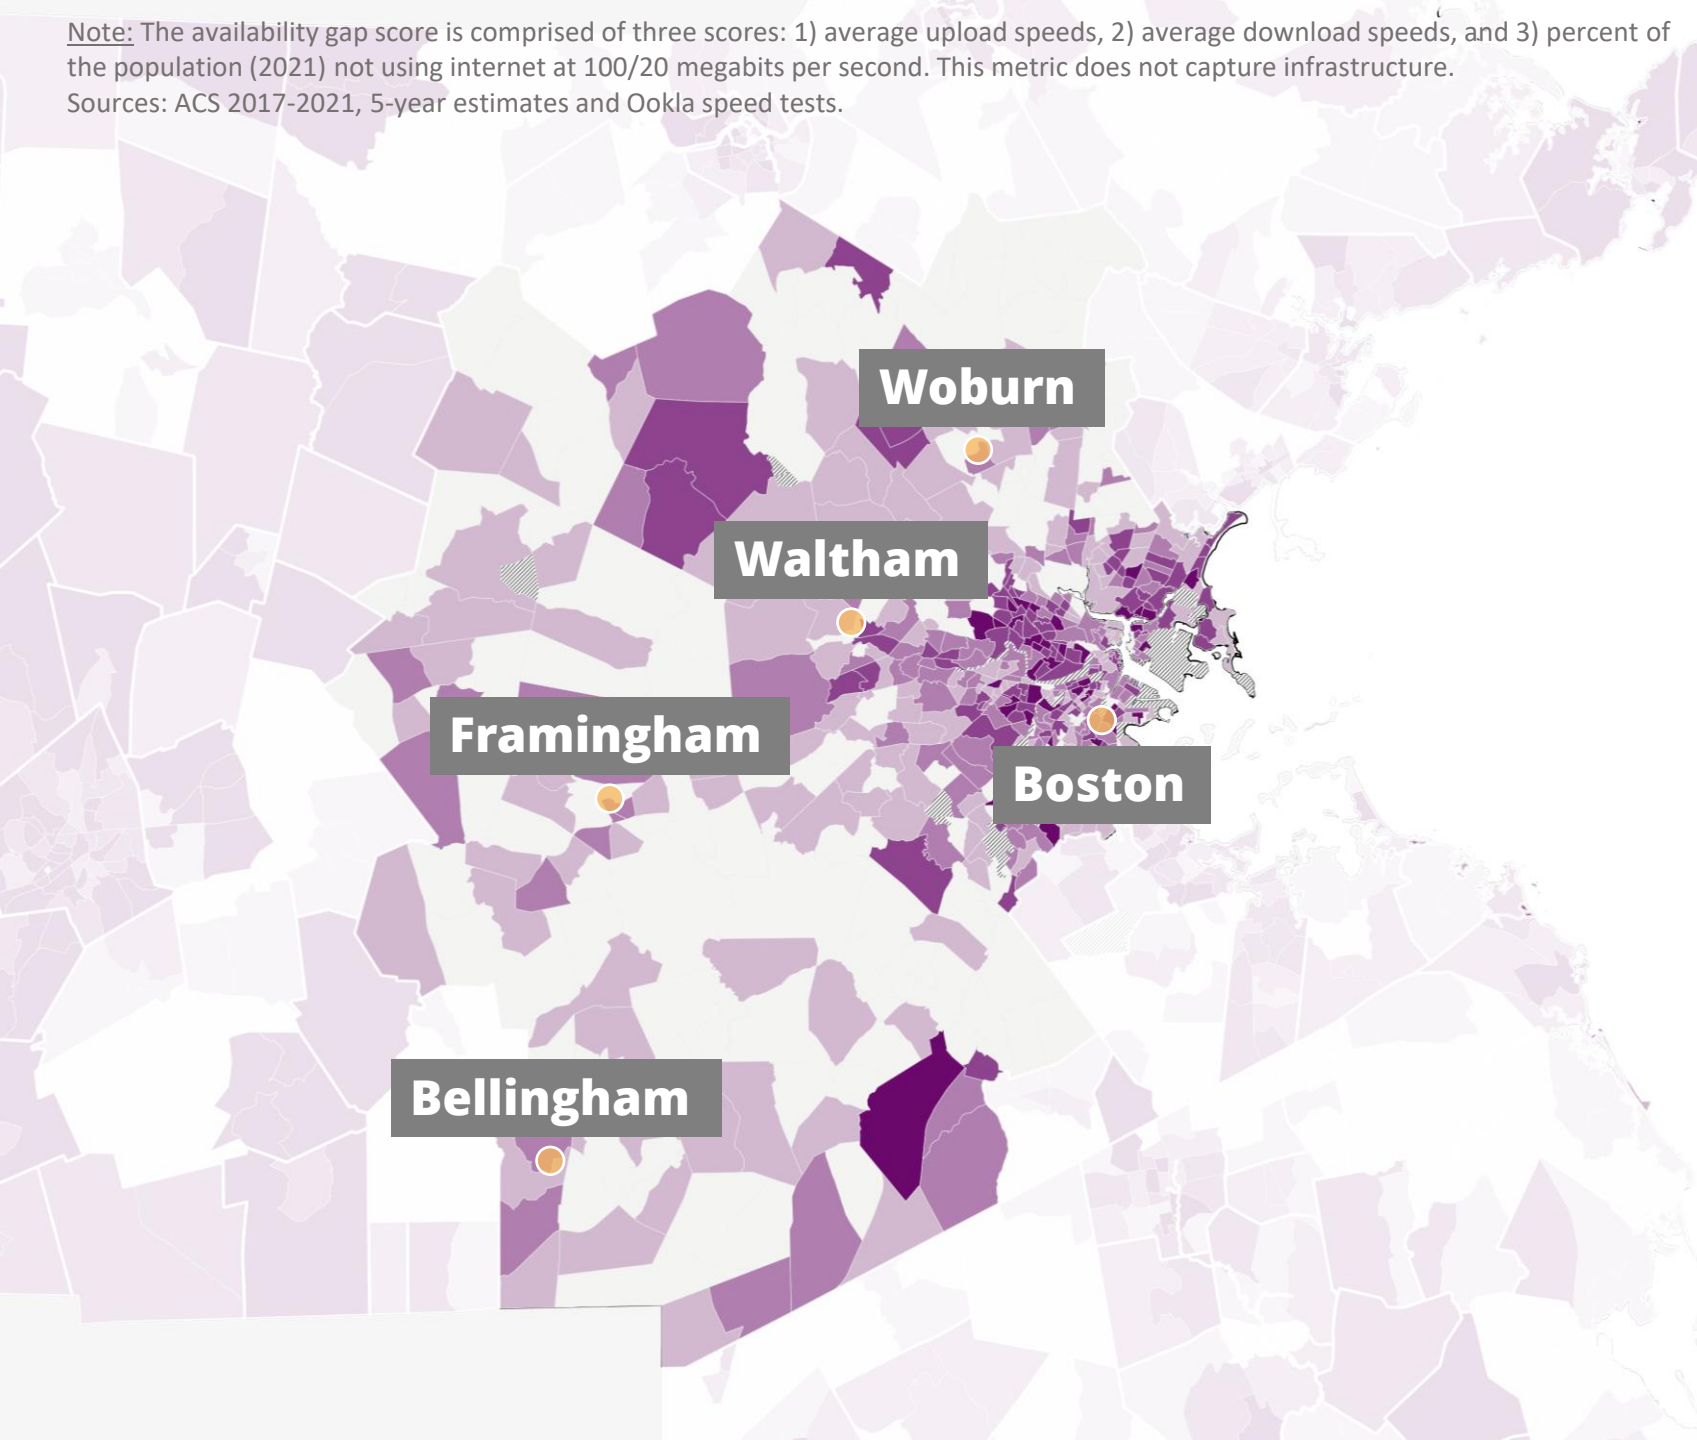 Note: The availability gap score is comprised of three scores: 1) average upload speeds, 2) average download speeds, and 3) percent of
the population (2021) not using internet at 100/20 megabits per second. This metric does not capture infrastructure.
Sources: ACS 2017-2021, 5-year estimates and Ookla speed tests.
Woburn
Waltham
Framingham
Boston
Bellingham